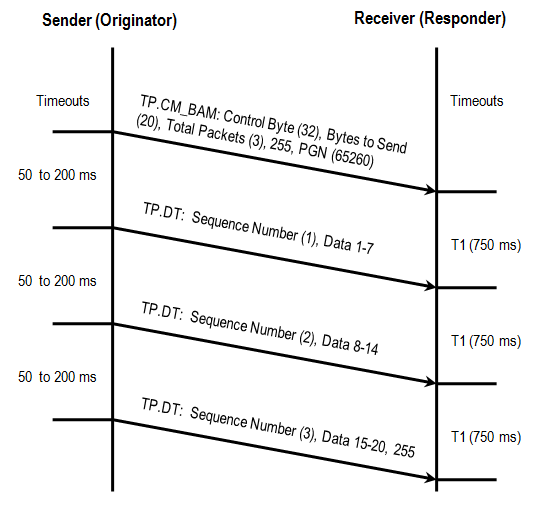 Sender (Originator)
Receiver (Responder)
Timeouts
Timeouts
TP.CM_BAM: Control Byte (32), Bytes to Send
(20), Total Packets (3), 255, PGN (65260)
50 to 200 ms
TP.DT: Sequence Number (1), Data 1-7
T1 (750 ms)
50 to 200 ms
TP.DT: Sequence Number (2), Data 8-14
T1 (750 ms)
50 to 200 ms
TP.DT: Sequence Number (3), Data 15-20, 255
T1 (750 ms)